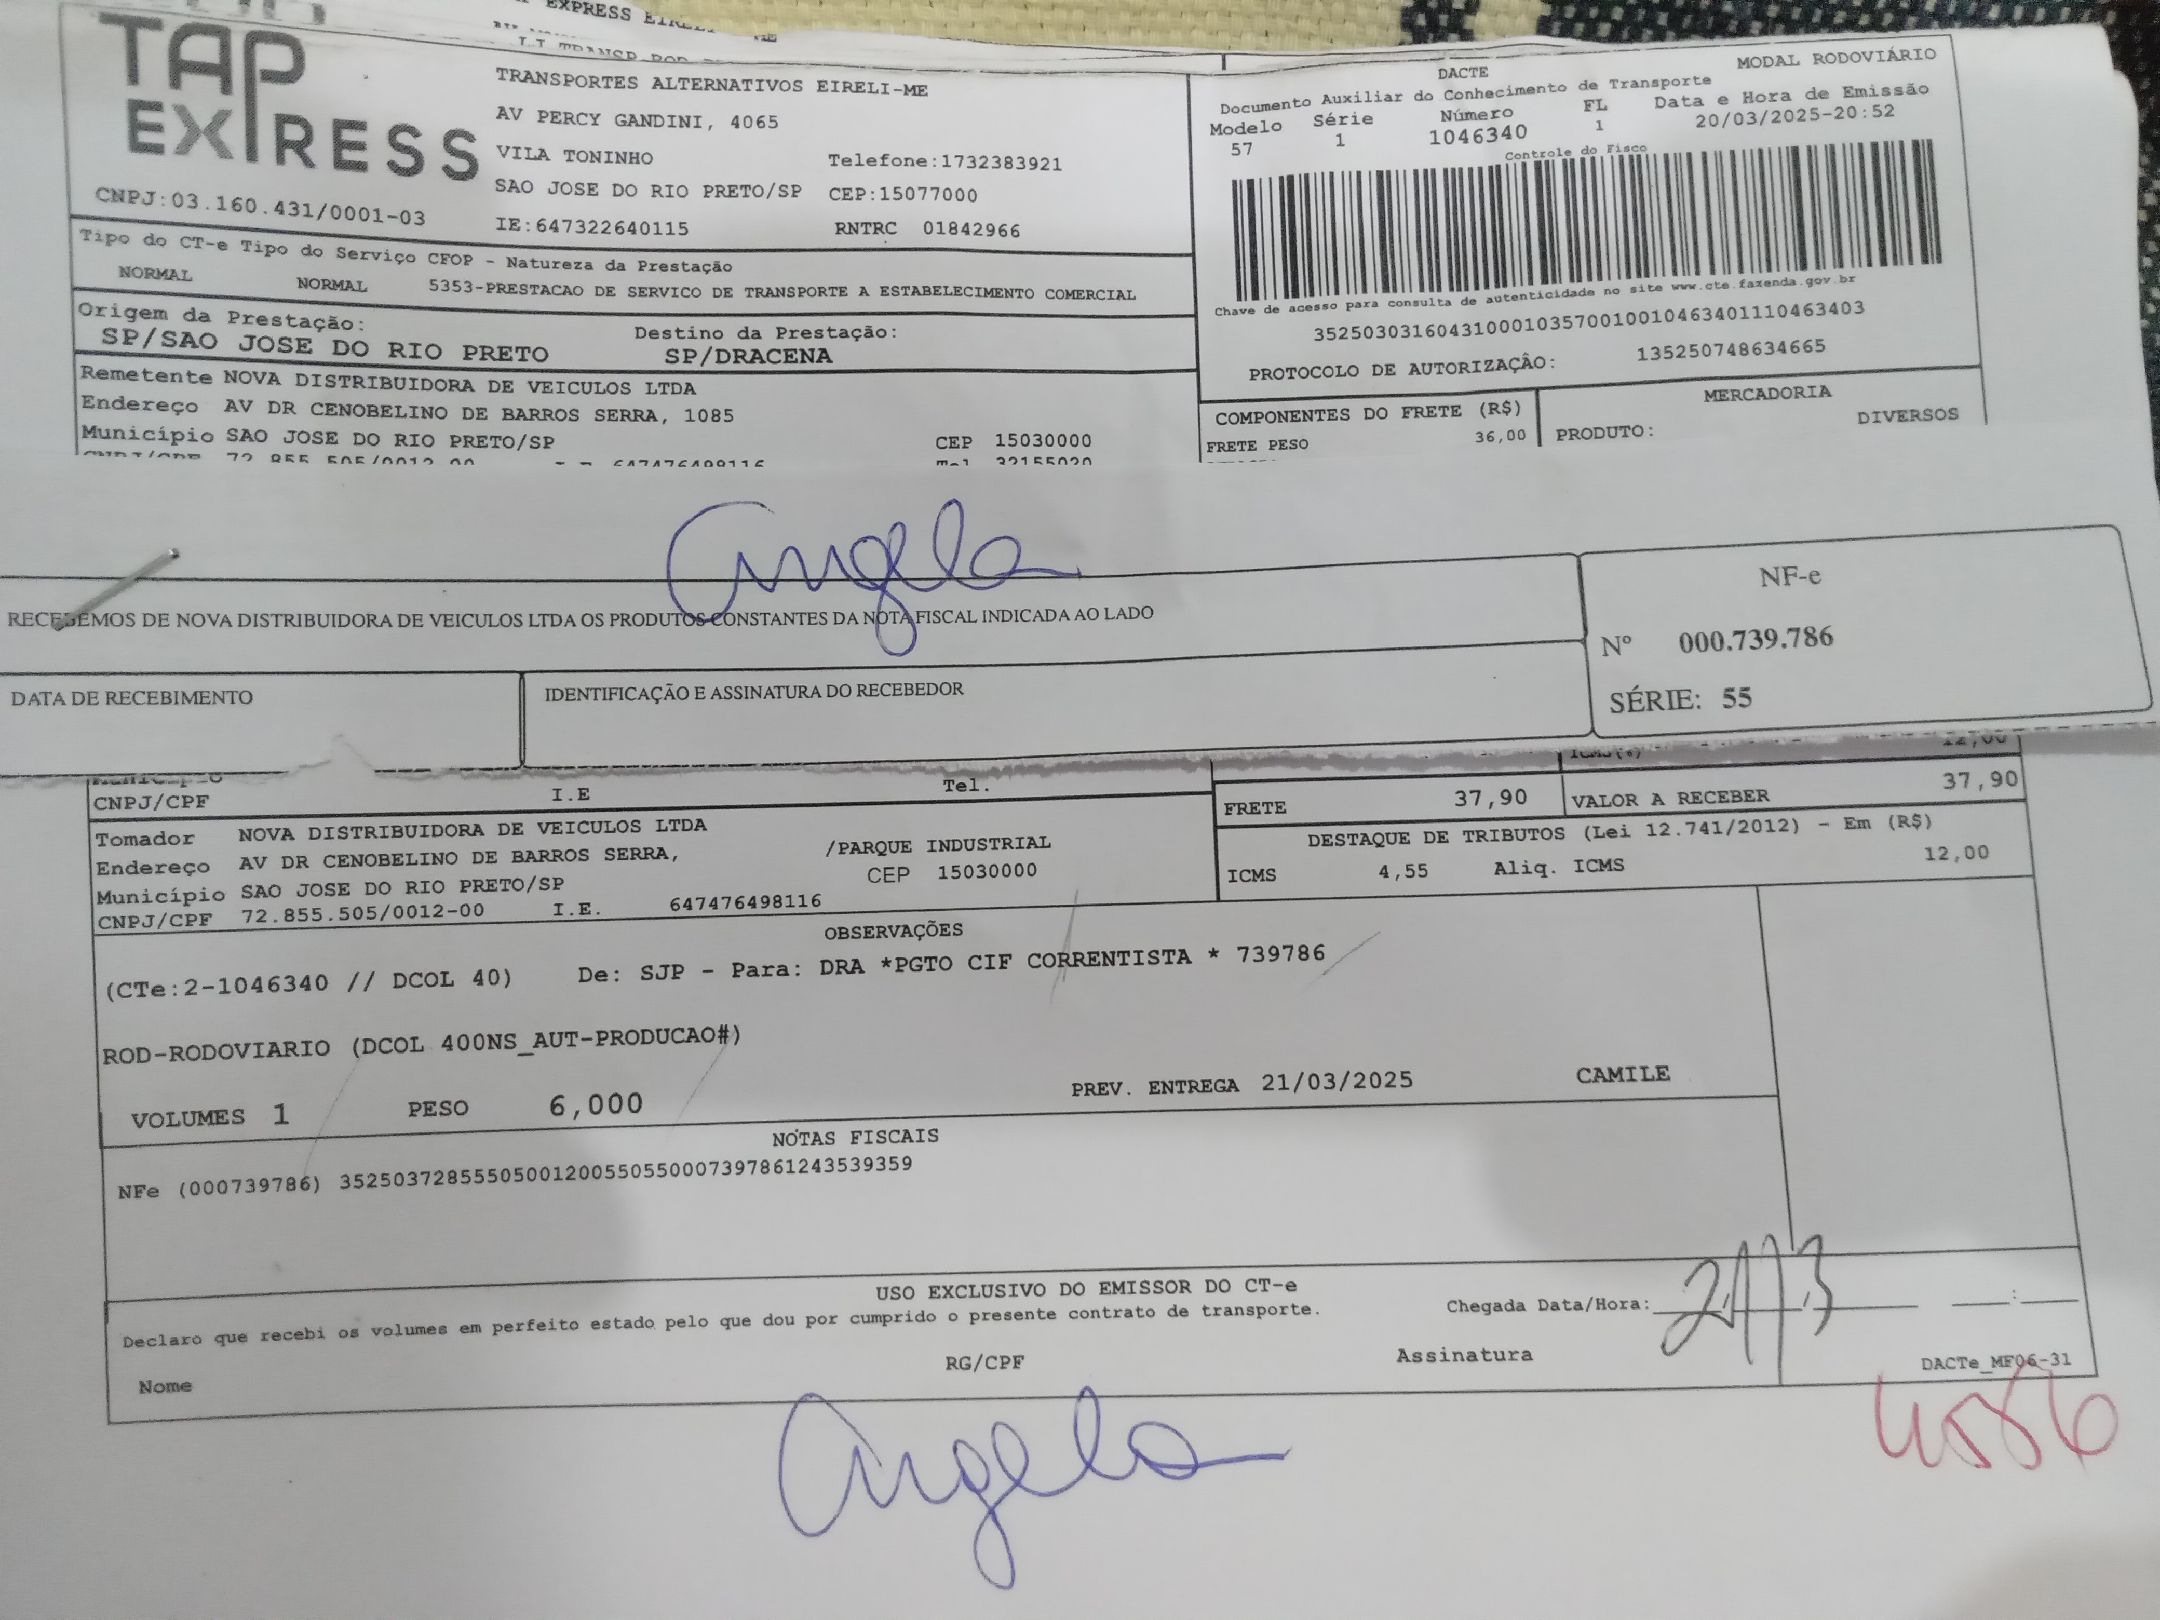 EXPRESS
TAP
EXPRESS
CNPJ:03.160.431/0001-03
TRANSPORTES ALTERNATIVOS EIRELI-ME
AV PERCY GANDINI, 4065
VILA TONINHO Telefone:1732383921
SAO JOSE DO RIO PRETO/SP CEP:15077000
IE:647322640115 RNTRC 01842966
DACTE MODAL RODOVIÁRIO
Documento Auxiliar do Conhecimento de Transporte
Modelo Série Número FL Data e Hora de Emissão
57 1 1046340 1 20/03/2025-20:52
Controle do Fisco
Chave de acesso para consulta de autenticidade no site www.cte.fazenda.gov.br
35250303160431000103570010010463401110463403
PROTOCOLO DE AUTORIZAÇÃO: 135250748634665
Tipo do CT-e Tipo do Serviço CFOP - Natureza da Prestação
NORMAL NORMAL 5353-PRESTACAO DE SERVICO DE TRANSPORTE A ESTABELECIMENTO COMERCIAL
Origem da Prestação: Destino da Prestação:
SP/SAO JOSE DO RIO PRETO SP/DRACENA
Remetente NOVA DISTRIBUIDORA DE VEICULOS LTDA
Endereço AV DR CENOBELINO DE BARROS SERRA, 1085
Município SAO JOSE DO RIO PRETO/SP CEP 15030000
CNPJ/CPF 72.855.505/0012-00 I.E 647476498116 Tel 32155020
COMPONENTES DO FRETE (R$) MERCADORIA
FRETE PESO 36,00 PRODUTO: DIVERSOS
Angela
RECEBEMOS DE NOVA DISTRIBUIDORA DE VEICULOS LTDA OS PRODUTOS CONSTANTES DA NOTA FISCAL INDICADA AO LADO
DATA DE RECEBIMENTO IDENTIFICAÇÃO E ASSINATURA DO RECEBEDOR
NF-e
Nº 000.739.786
SÉRIE: 55
Município
CNPJ/CPF I.E Tel.
ICMS(%) 12,00
FRETE 37,90 VALOR A RECEBER 37,90
DESTAQUE DE TRIBUTOS (Lei 12.741/2012) - Em (R$)
ICMS 4,55 Aliq. ICMS 12,00
Tomador NOVA DISTRIBUIDORA DE VEICULOS LTDA
Endereço AV DR CENOBELINO DE BARROS SERRA, /PARQUE INDUSTRIAL
Município SAO JOSE DO RIO PRETO/SP CEP 15030000
CNPJ/CPF 72.855.505/0012-00 I.E. 647476498116
OBSERVAÇÕES
(CTe:2-1046340 // DCOL 40) De: SJP - Para: DRA *PGTO CIF CORRENTISTA * 739786
ROD-RODOVIARIO (DCOL 400NS_AUT-PRODUCAO#)
VOLUMES 1 PESO 6,000 PREV. ENTREGA 21/03/2025 CAMILE
NOTAS FISCAIS
NFe (000739786) 35250372855505001200550550007397861243539359
USO EXCLUSIVO DO EMISSOR DO CT-e
Declaro que recebi os volumes em perfeito estado pelo que dou por cumprido o presente contrato de transporte.
Chegada Data/Hora: 21/3 :
Nome RG/CPF Assinatura DACTe_MF06-31
Angela